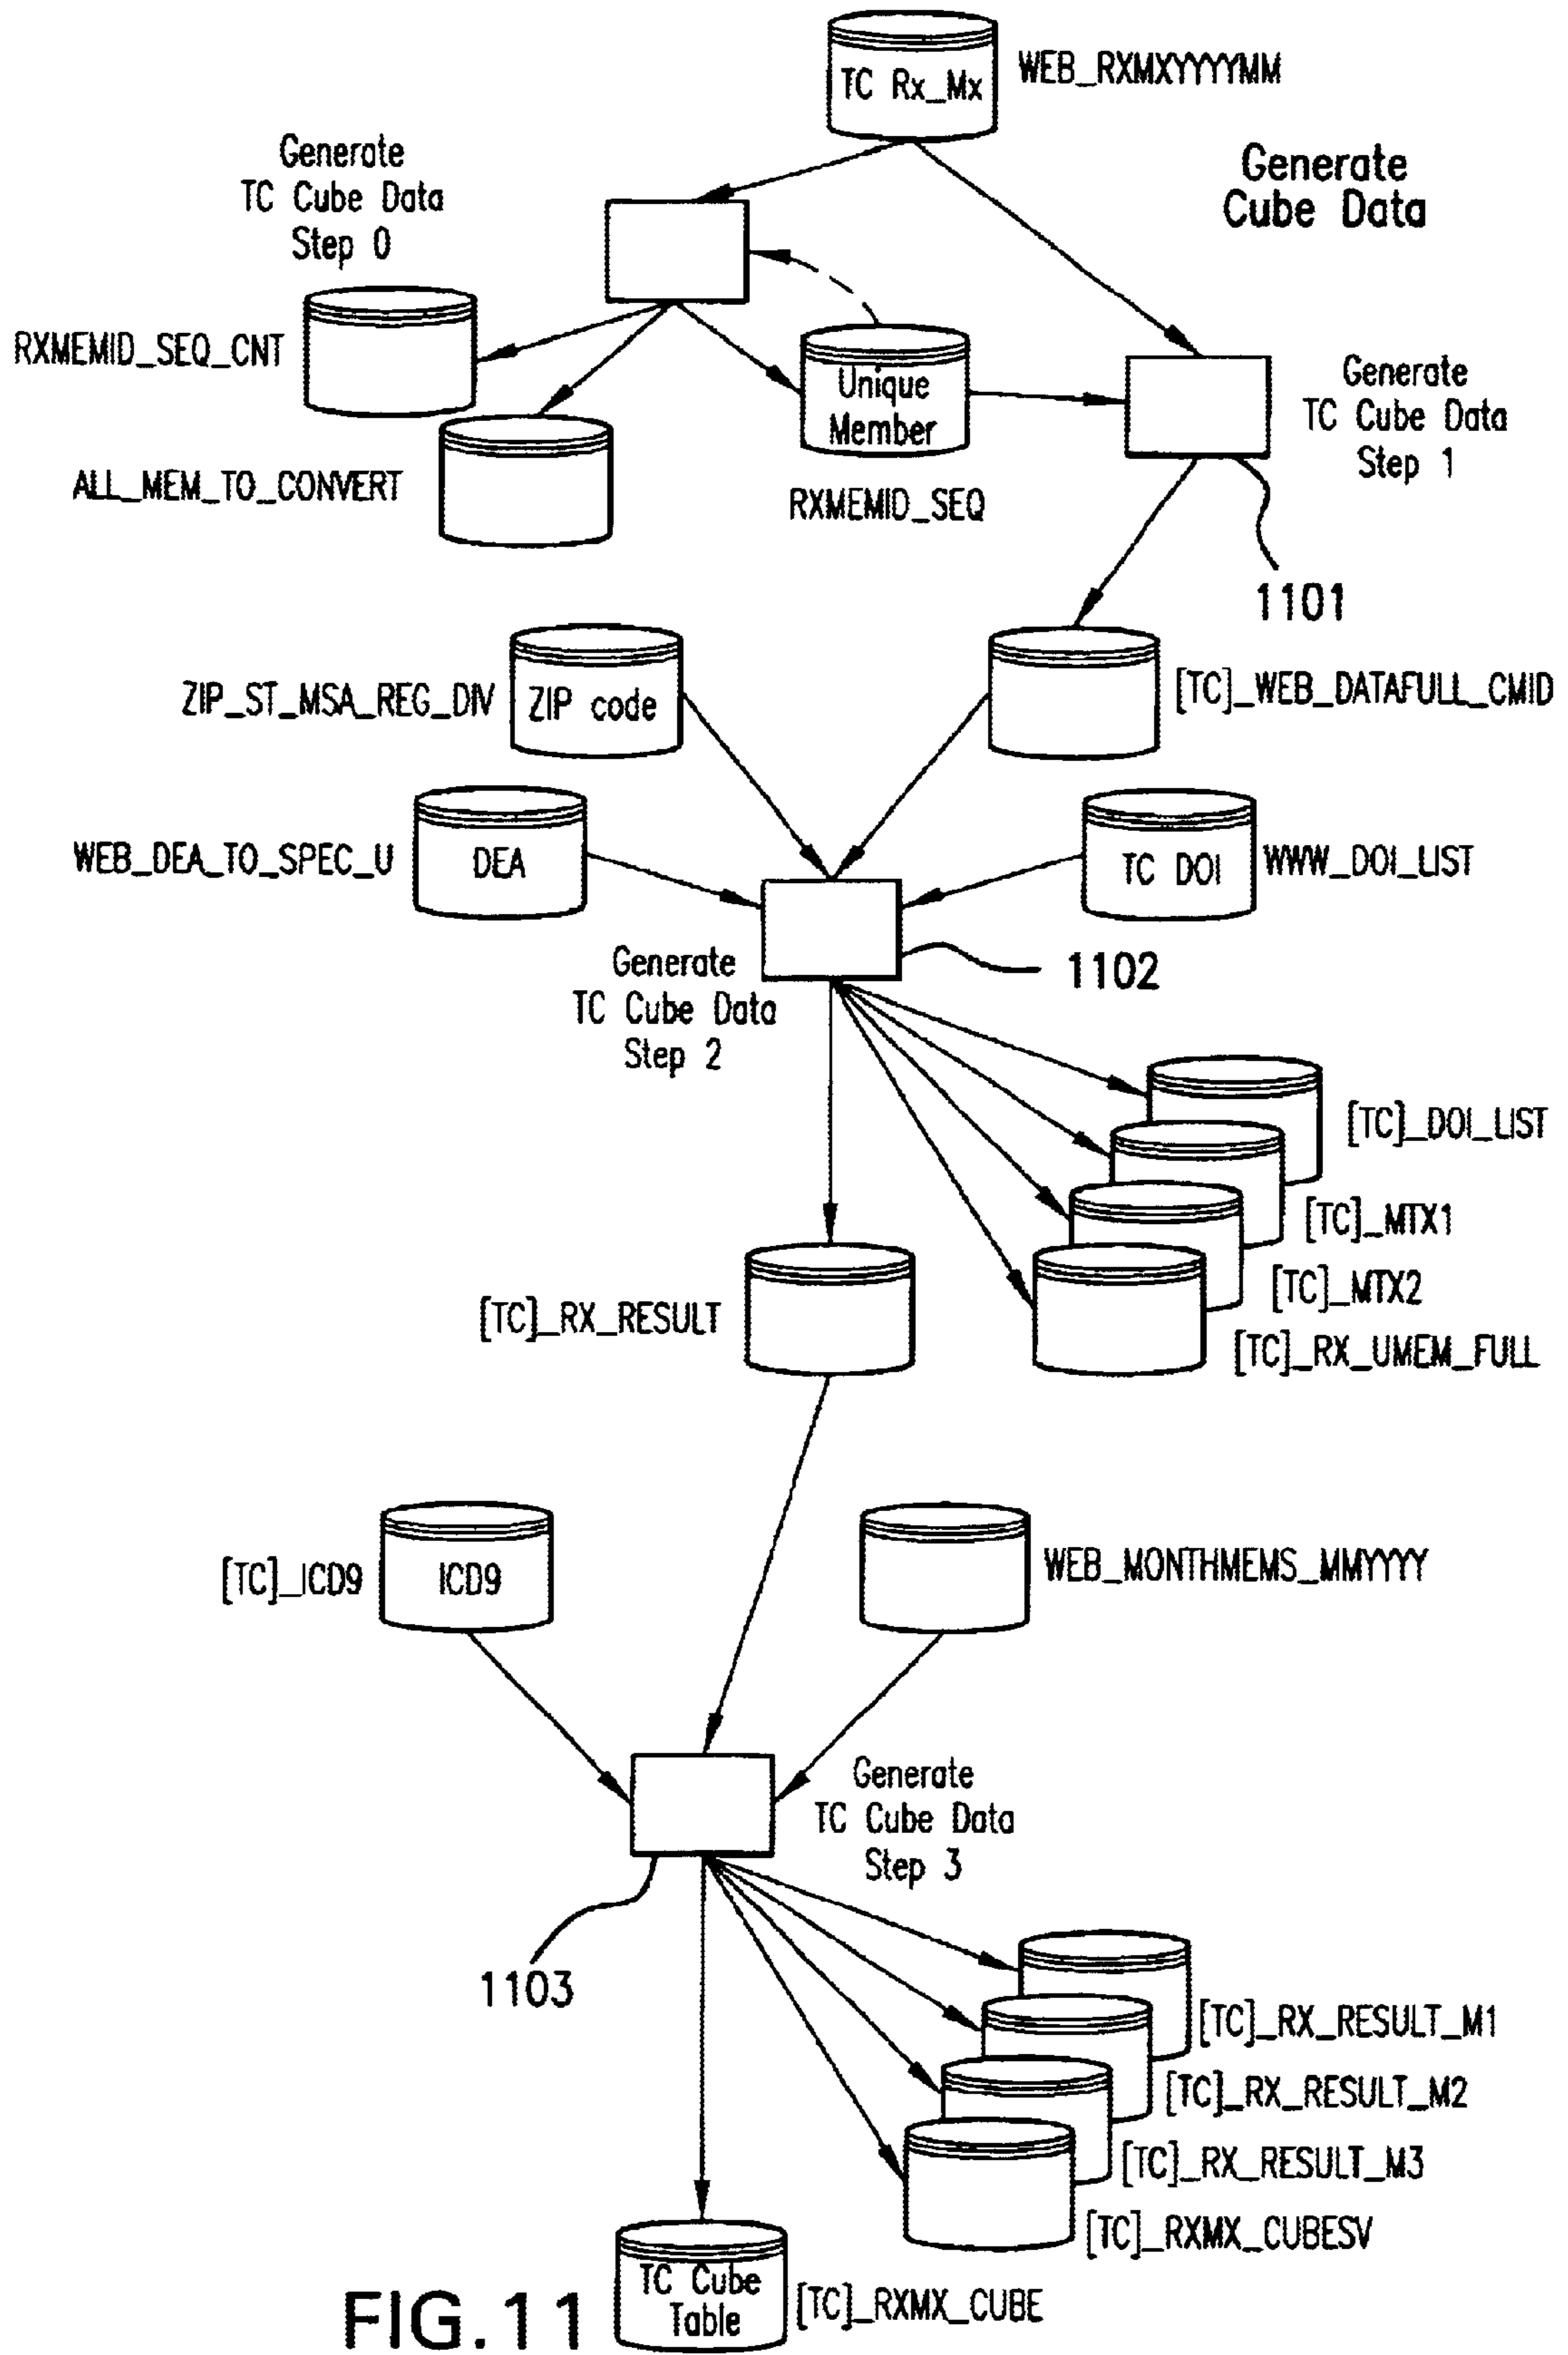 TC Rx_Mx
WEB_RXMXYYYYMM
Generate
TC Cube Data
Step 0
Generate
Cube Data
RXMEMID_SEQ_CNT
Unique
Member
Generate
TC Cube Data
Step 1
ALL_MEM_TO_CONVERT
RXMEMID_SEQ
1101
ZIP_ST_MSA_REG_DIV
ZIP code
[TC]_WEB_DATAFULL_CMID
WEB_DEA_TO_SPEC_U
DEA
TC DOI
WWW_DOI_LIST
Generate
TC Cube Data
Step 2
1102
[TC]_DOI_LIST
[TC]_MTX1
[TC]_MTX2
[TC]_RX_UMEM_FULL
[TC]_RX_RESULT
[TC]_ICD9
ICD9
WEB_MONTHMEMS_MMYYYY
Generate
TC Cube Data
Step 3
1103
[TC]_RX_RESULT_M1
[TC]_RX_RESULT_M2
[TC]_RX_RESULT_M3
[TC]_RXMX_CUBESV
TC Cube
Table
[TC]_RXMX_CUBE
FIG.11